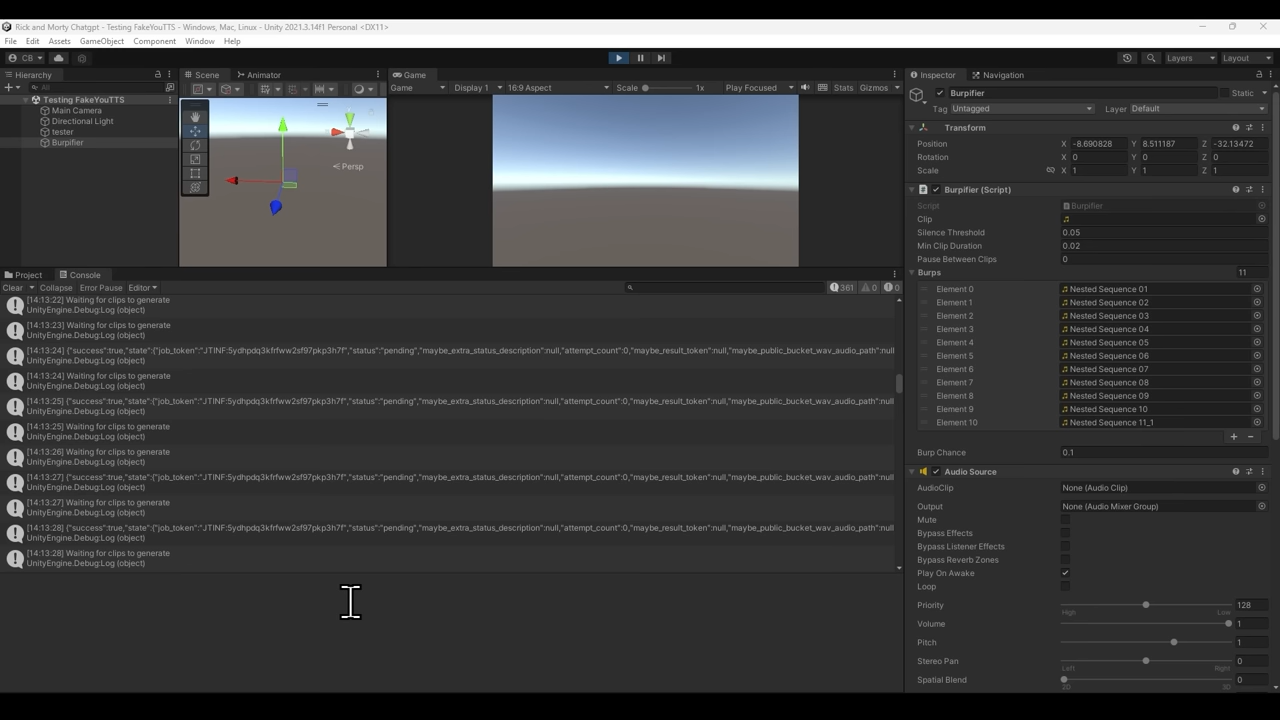 Rick and Morty Chatgpt - Testing FakeYouTTS - Windows, Mac, Linux - Unity 2021.3.14f1 Personal <DX11>
File Edit Assets GameObject Component Window Help
CB Layers Layout
Hierarchy
All
Testing FakeYouTTS
Main Camera
Directional Light
tester
Burpifier
Scene Animator
Persp
Game
Game Display 1 16:9 Aspect Scale 1x Play Focused Stats Gizmos
Project Console
Clear Collapse Error Pause Editor 361 0 0
[14:13:22] Waiting for clips to generate
UnityEngine.Debug:Log (object)
[14:13:23] Waiting for clips to generate
UnityEngine.Debug:Log (object)
[14:13:24] {"success":true,"state":{"job_token":"JTINF:5ydhpdq3kfrfww2sf97pkp3h7f","status":"pending","maybe_extra_status_description":null,"attempt_count":0,"maybe_result_token":null,"maybe_public_bucket_wav_audio_path":null
UnityEngine.Debug:Log (object)
[14:13:24] Waiting for clips to generate
UnityEngine.Debug:Log (object)
[14:13:25] {"success":true,"state":{"job_token":"JTINF:5ydhpdq3kfrfww2sf97pkp3h7f","status":"pending","maybe_extra_status_description":null,"attempt_count":0,"maybe_result_token":null,"maybe_public_bucket_wav_audio_path":null
UnityEngine.Debug:Log (object)
[14:13:25] Waiting for clips to generate
UnityEngine.Debug:Log (object)
[14:13:26] Waiting for clips to generate
UnityEngine.Debug:Log (object)
[14:13:27] {"success":true,"state":{"job_token":"JTINF:5ydhpdq3kfrfww2sf97pkp3h7f","status":"pending","maybe_extra_status_description":null,"attempt_count":0,"maybe_result_token":null,"maybe_public_bucket_wav_audio_path":null
UnityEngine.Debug:Log (object)
[14:13:27] Waiting for clips to generate
UnityEngine.Debug:Log (object)
[14:13:28] {"success":true,"state":{"job_token":"JTINF:5ydhpdq3kfrfww2sf97pkp3h7f","status":"pending","maybe_extra_status_description":null,"attempt_count":0,"maybe_result_token":null,"maybe_public_bucket_wav_audio_path":null
UnityEngine.Debug:Log (object)
[14:13:28] Waiting for clips to generate
UnityEngine.Debug:Log (object)
Inspector Navigation
Burpifier Static
Tag Untagged Layer Default
Transform
Position X -8.690828 Y 8.511187 Z -32.13472
Rotation X 0 Y 0 Z 0
Scale X 1 Y 1 Z 1
Burpifier (Script)
Script Burpifier
Clip
Silence Threshold 0.05
Min Clip Duration 0.02
Pause Between Clips 0
Burps 11
Element 0 Nested Sequence 01
Element 1 Nested Sequence 02
Element 2 Nested Sequence 03
Element 3 Nested Sequence 04
Element 4 Nested Sequence 05
Element 5 Nested Sequence 06
Element 6 Nested Sequence 07
Element 7 Nested Sequence 08
Element 8 Nested Sequence 09
Element 9 Nested Sequence 10
Element 10 Nested Sequence 11_1
Burp Chance 0.1
Audio Source
AudioClip None (Audio Clip)
Output None (Audio Mixer Group)
Mute
Bypass Effects
Bypass Listener Effects
Bypass Reverb Zones
Play On Awake
Loop
Priority 128
High Low
Volume 1
Pitch 1
Stereo Pan 0
Left Right
Spatial Blend 0
2D 3D